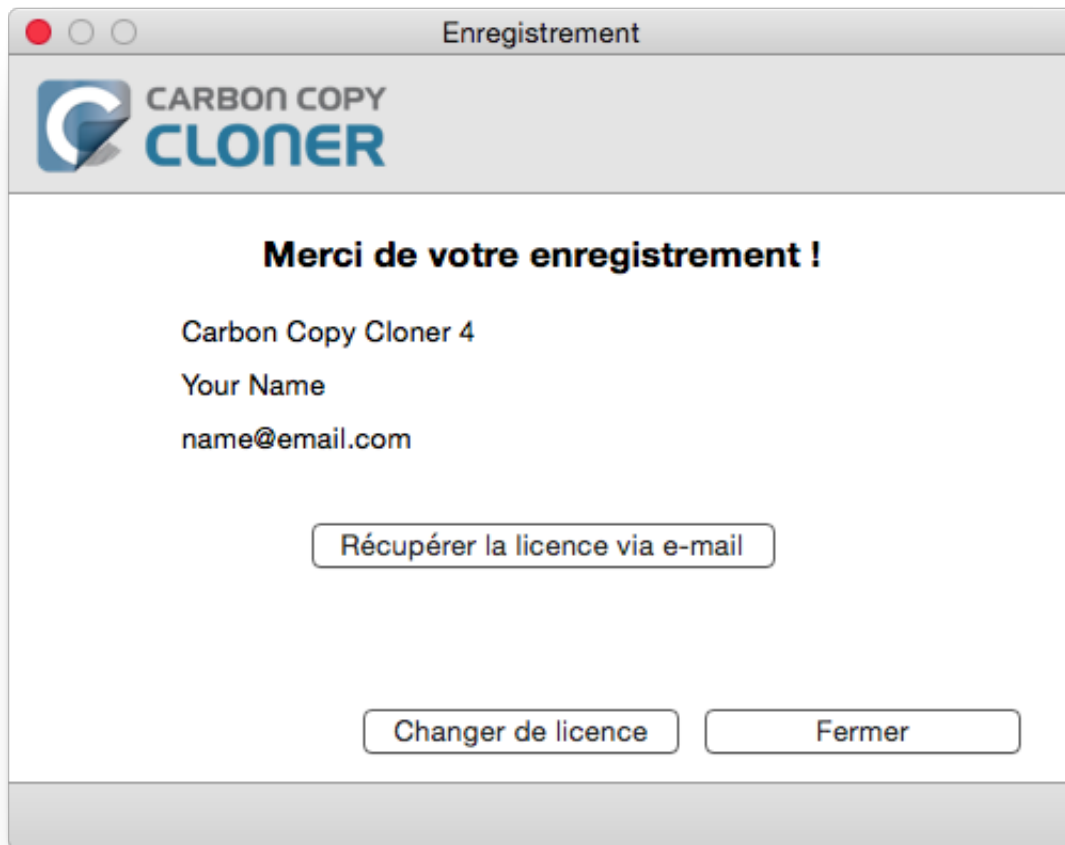 Enregistrement
CARBON COPY
CLONER
Merci de votre enregistrement !
Carbon Copy Cloner 4
Your Name
name@email.com
Récupérer la licence via e-mail
Changer de licence
Fermer